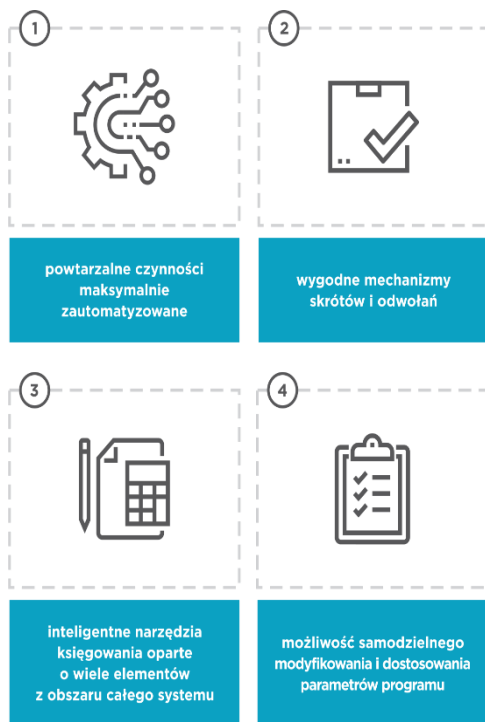 1
powtarzalne czynności
maksymalnie
zautomatyzowane
2
wygodne mechanizmy
skrótów i odwołań
3
inteligentne narzędzia
księgowania oparte
o wiele elementów
z obszaru całego systemu
4
możliwość samodzielnego
modyfikowania i dostosowania
parametrów programu